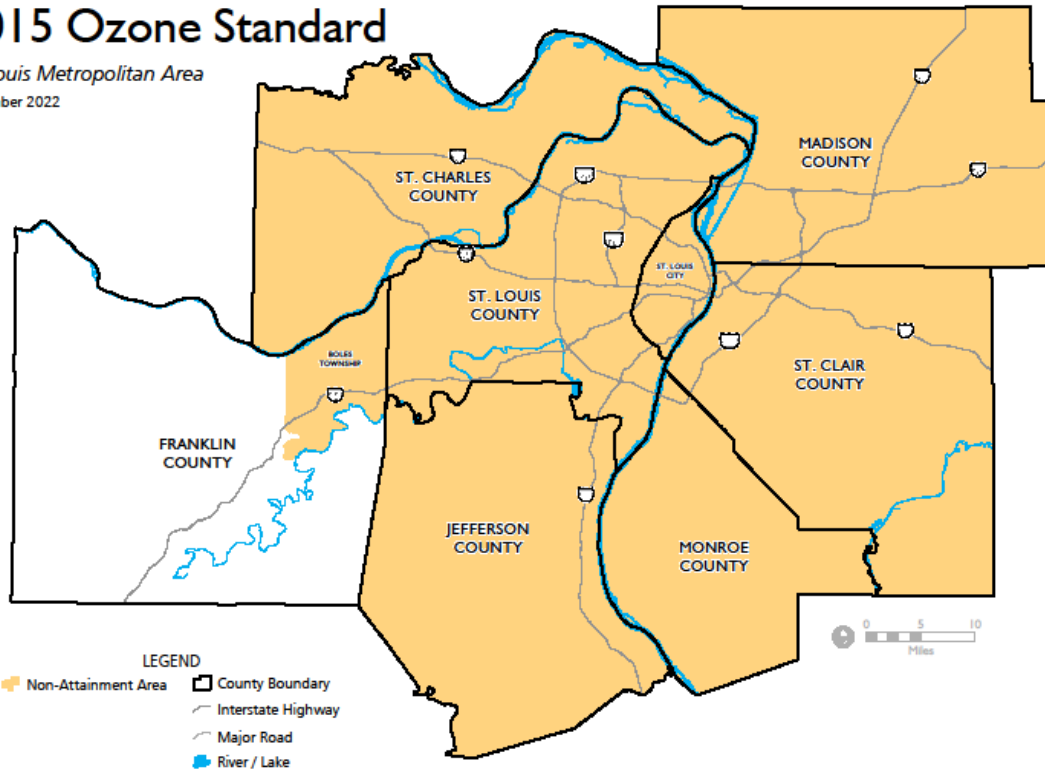 015 Ozone Standard
ouis Metropolitan Area
ber 2022
MADISON
COUNTY
ST. CHARLES
COUNTY
ST. LOUIS
CITY
ST. LOUIS
COUNTY
BOLES
TOWNSHIP
ST. CLAIR
COUNTY
FRANKLIN
COUNTY
JEFFERSON
COUNTY
MONROE
COUNTY
0 5 10
Miles
LEGEND
Non-Attainment Area
County Boundary
Interstate Highway
Major Road
River / Lake